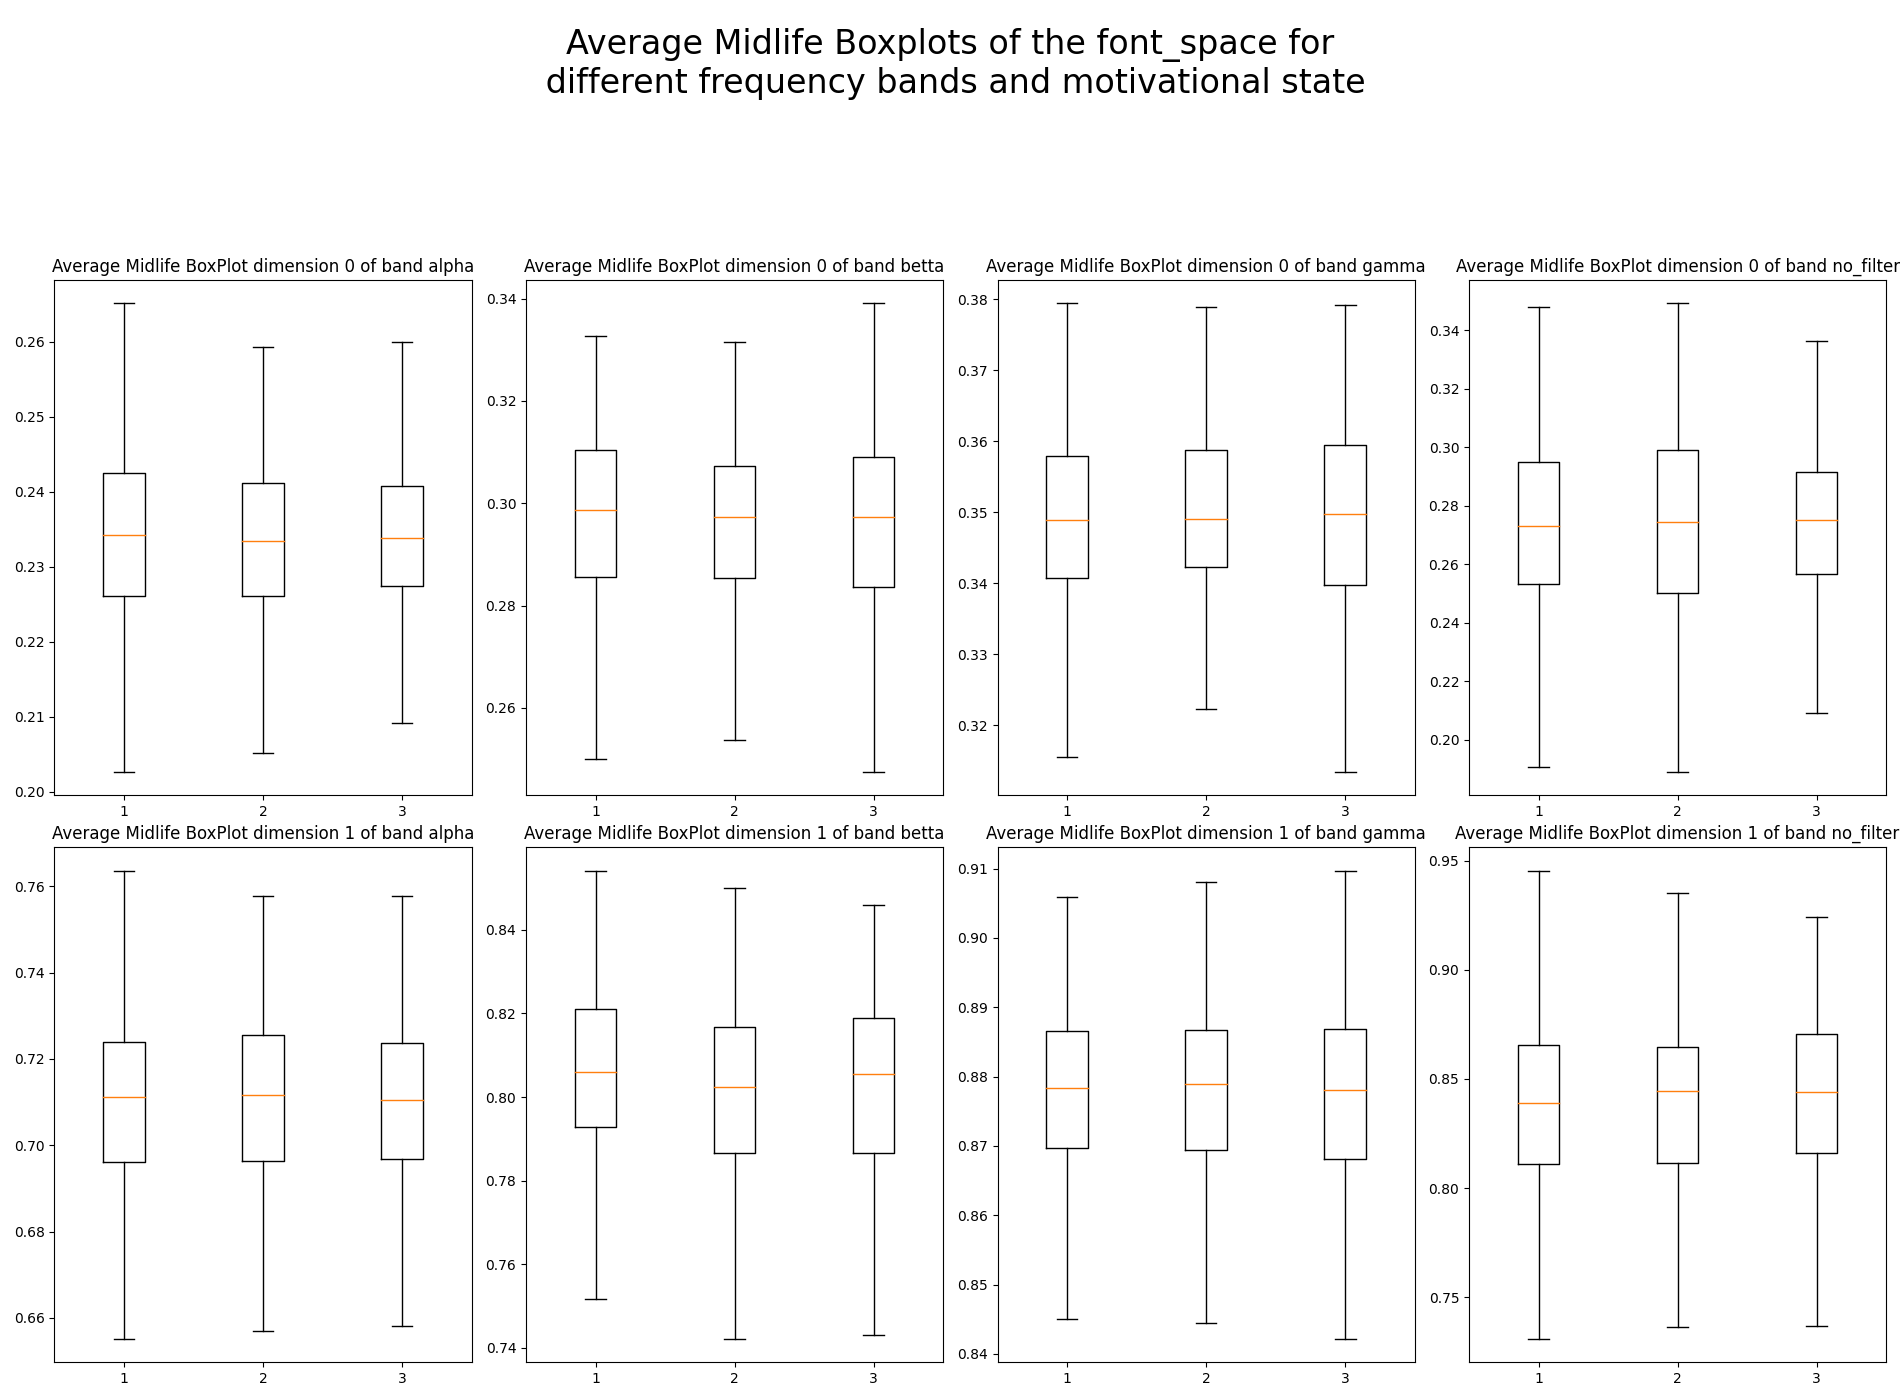 Average Midlife Boxplots of the font_space for
different frequency bands and motivational state
Average Midlife BoxPlot dimension 0 of band alpha
0.26
0.25
0.24
0.23
0.22
0.21
0.20
1 2 3
Average Midlife BoxPlot dimension 0 of band betta
0.34
0.32
0.30
0.28
0.26
1 2 3
Average Midlife BoxPlot dimension 0 of band gamma
0.38
0.37
0.36
0.35
0.34
0.33
0.32
1 2 3
Average Midlife BoxPlot dimension 0 of band no_filter
0.34
0.32
0.30
0.28
0.26
0.24
0.22
0.20
1 2 3
Average Midlife BoxPlot dimension 1 of band alpha
0.76
0.74
0.72
0.70
0.68
0.66
1 2 3
Average Midlife BoxPlot dimension 1 of band betta
0.84
0.82
0.80
0.78
0.76
0.74
1 2 3
Average Midlife BoxPlot dimension 1 of band gamma
0.91
0.90
0.89
0.88
0.87
0.86
0.85
0.84
1 2 3
Average Midlife BoxPlot dimension 1 of band no_filter
0.95
0.90
0.85
0.80
0.75
1 2 3